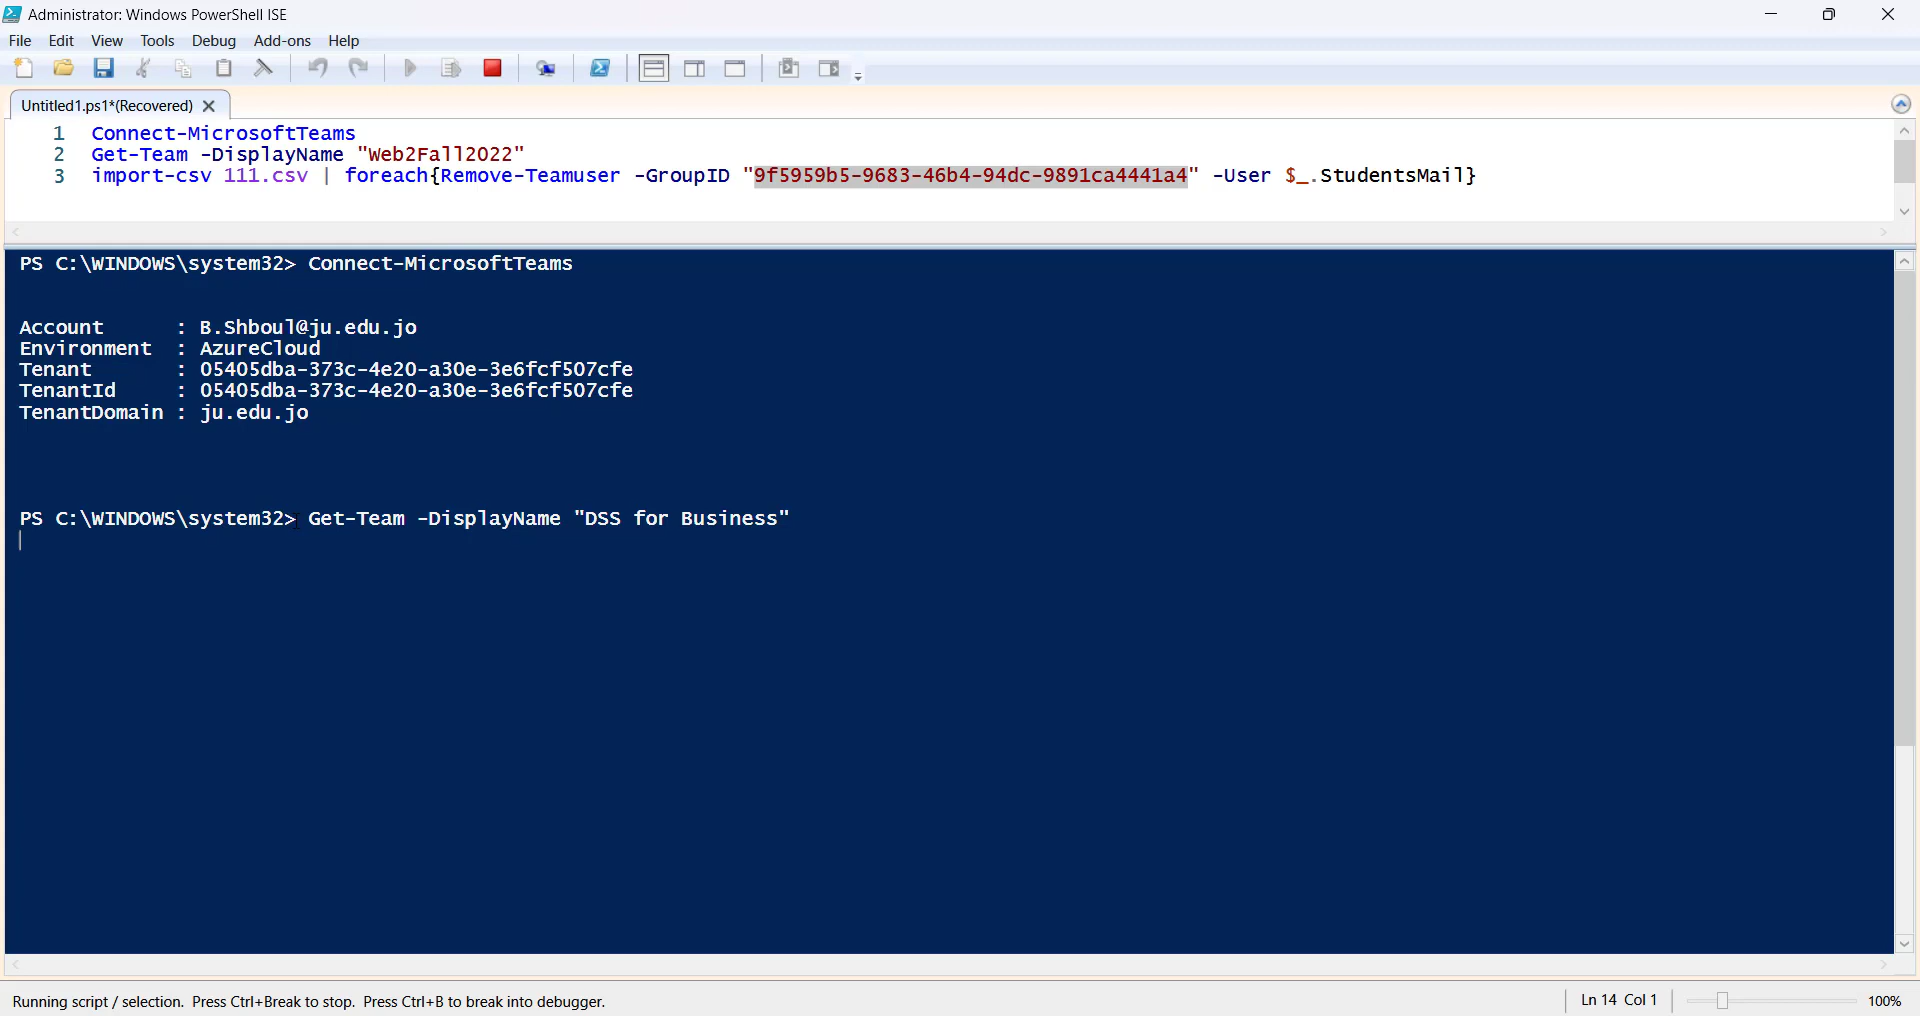 Administrator: Windows PowerShell ISE
File Edit View Tools Debug Add-ons Help
Untitled1.ps1*(Recovered)
1 Connect-MicrosoftTeams
2 Get-Team -DisplayName "Web2Fall2022"
3 import-csv 111.csv | foreach{Remove-Teamuser -GroupID "9f5959b5-9683-46b4-94dc-9891ca4441a4" -User $_.StudentsMail}
PS C:\WINDOWS\system32> Connect-MicrosoftTeams
Account : B.Shboul@ju.edu.jo
Environment : AzureCloud
Tenant : 05405dba-373c-4e20-a30e-3e6fcf507cfe
TenantId : 05405dba-373c-4e20-a30e-3e6fcf507cfe
TenantDomain : ju.edu.jo
PS C:\WINDOWS\system32> Get-Team -DisplayName "DSS for Business"
Running script / selection. Press Ctrl+Break to stop. Press Ctrl+B to break into debugger.
Ln 14 Col 1
100%